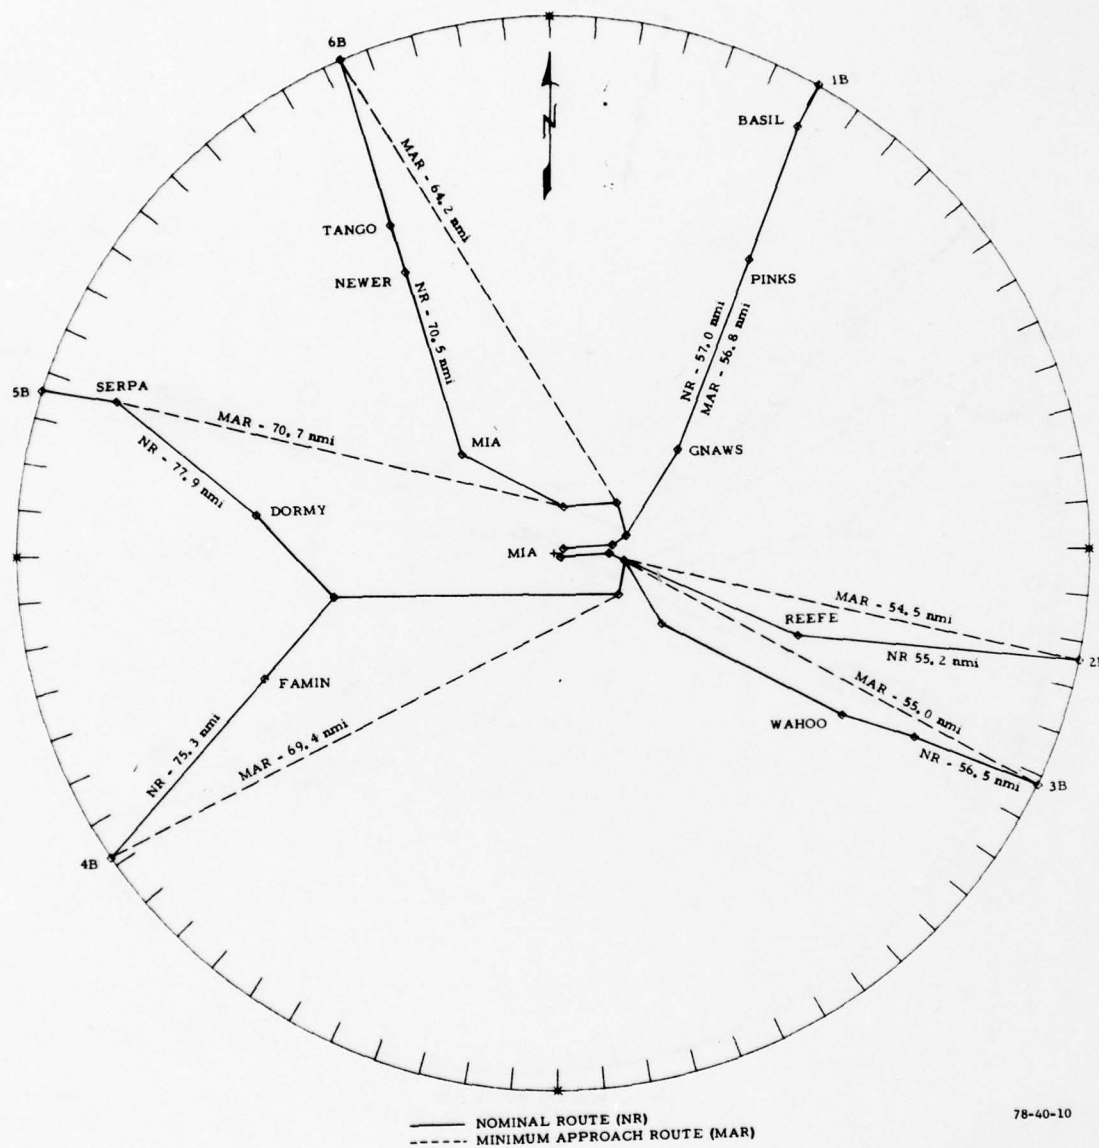 6B
1B
BASIL
N
MAR - 64.2 nmi
TANGO
NEWER
NR - 70.5 nmi
PINKS
NR - 57.0 nmi
MAR - 56.8 nmi
5B
SERPA
MAR - 70.7 nmi
NR - 77.9 nmi
MIA
GNAWS
DORMY
MIA
MAR - 54.5 nmi
REEFE
NR 55.2 nmi
MAR - 55.0 nmi
FAMIN
WAHOO
NR - 56.5 nmi
3B
NR - 75.3 nmi
MAR - 69.4 nmi
4B
NOMINAL ROUTE (NR)
MINIMUM APPROACH ROUTE (MAR)
78-40-10